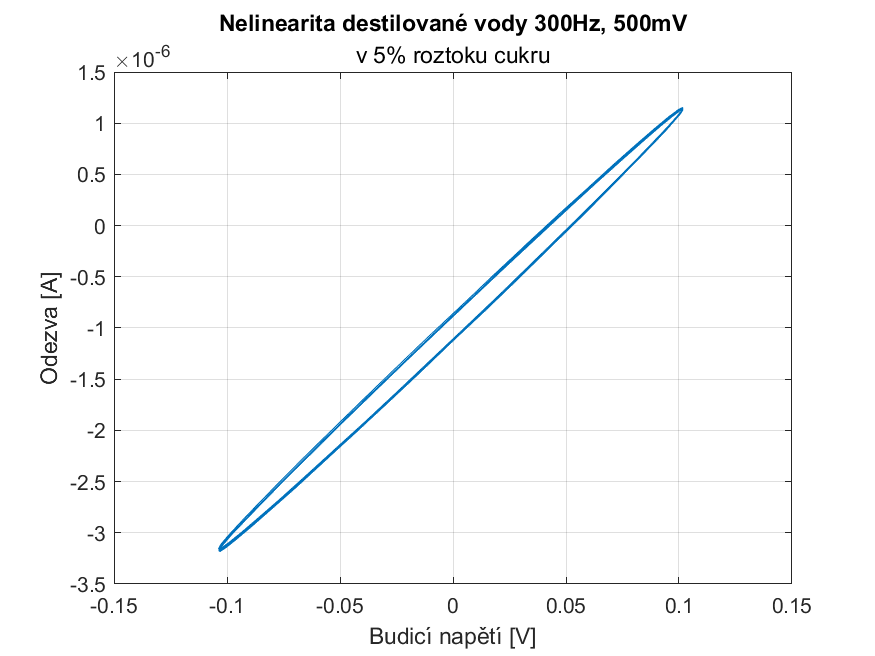 Nelinearita destilované vody 300Hz, 500mV
v 5% roztoku cukru
×10-6
1.5
1
0.5
0
-0.5
-1
-1.5
-2
-2.5
-3
-3.5
Odezva [A]
-0.15 -0.1 -0.05 0 0.05 0.1 0.15
Budicí napětí [V]